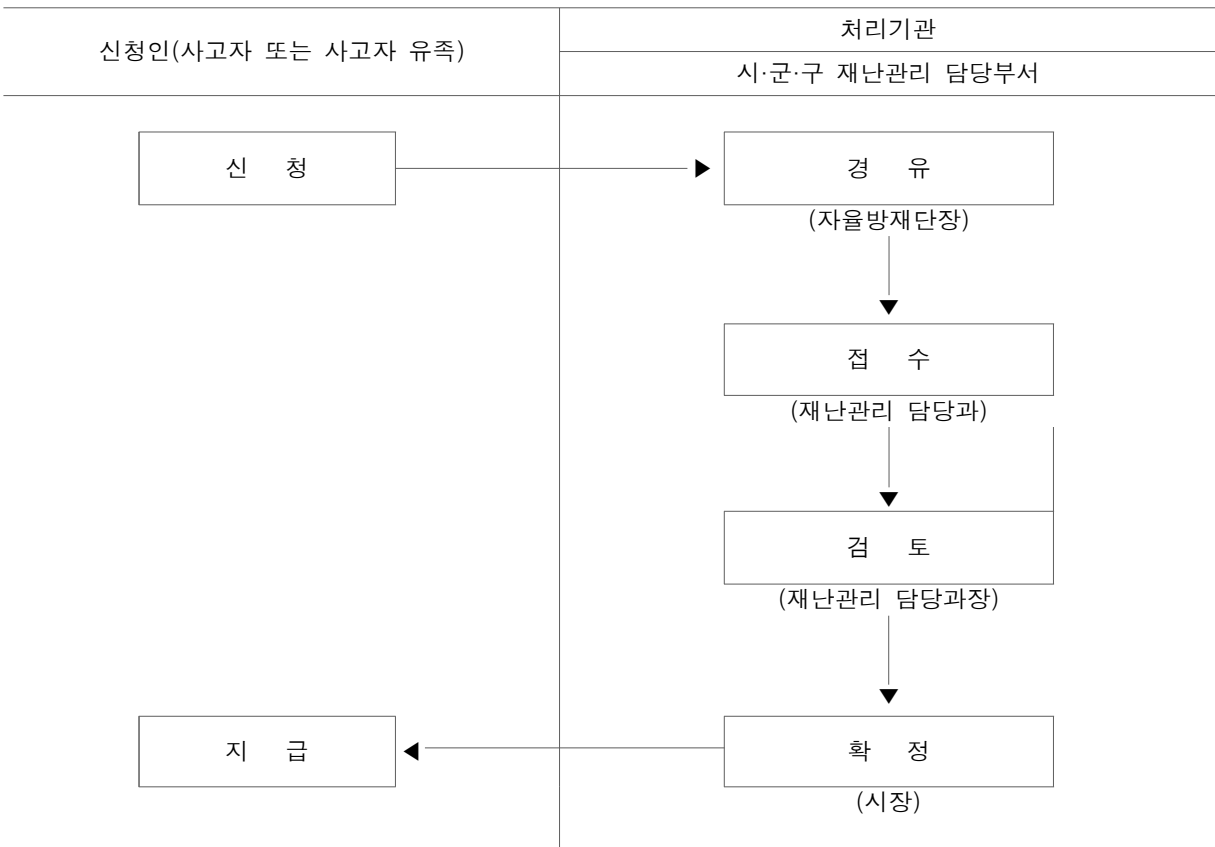 신청인(사고자 또는 사고자 유족)
처리기관
시·군·구 재난관리 담당부서
신 청
경 유
(자율방재단장)
접 수
(재난관리 담당과)
검 토
(재난관리 담당과장)
지 급
확 정
(시장)